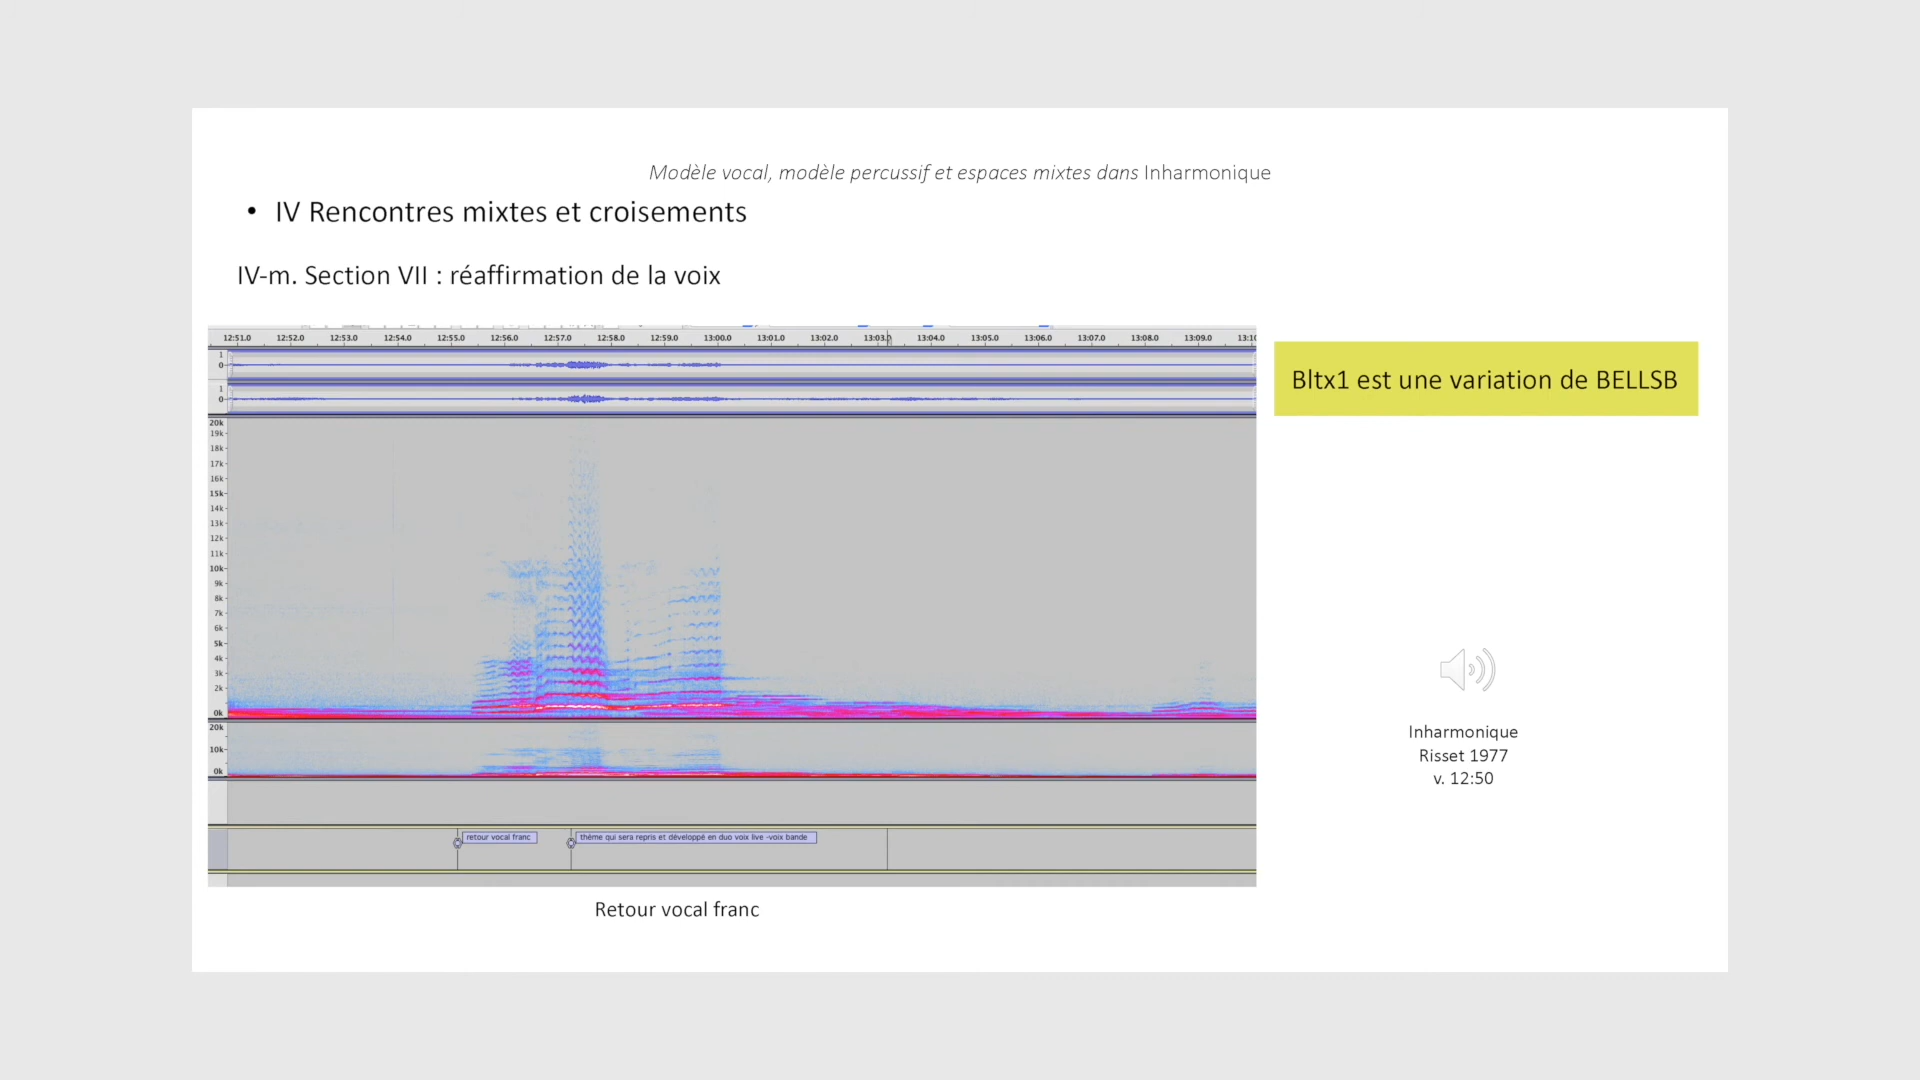 Modèle vocal, modèle percussif et espaces mixtes dans Inharmonique
• IV Rencontres mixtes et croisements
IV-m. Section VII : réaffirmation de la voix
12:51.0 12:52.0 12:53.0 12:54.0 12:55.0 12:56.0 12:57.0 12:58.0 12:59.0 13:00.0 13:01.0 13:02.0 13:03.0 13:04.0 13:05.0 13:06.0 13:07.0 13:08.0 13:09.0 13:10
1
0
1
0
20k
19k
18k
17k
16k
15k
14k
13k
12k
11k
10k
9k
8k
7k
6k
5k
4k
3k
2k
0k
20k
10k
0k
retour vocal franc
thème qui sera repris et développé en duo voix live -voix bande
Retour vocal franc
Bltx1 est une variation de BELLSB
Inharmonique
Risset 1977
v. 12:50